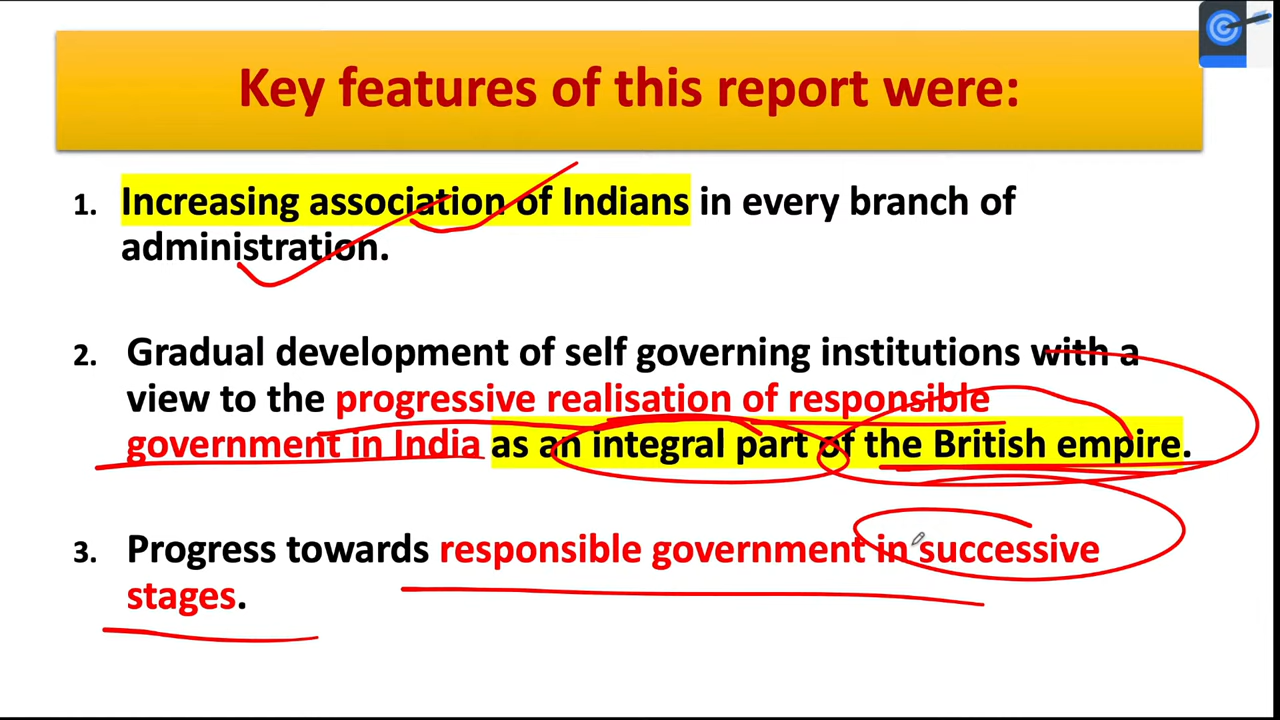 Key features of this report were:
1. Increasing association of Indians in every branch of
administration.
2. Gradual development of self governing institutions with a
view to the progressive realisation of responsible
government in India as an integral part of the British empire.
3. Progress towards responsible government in successive
stages.